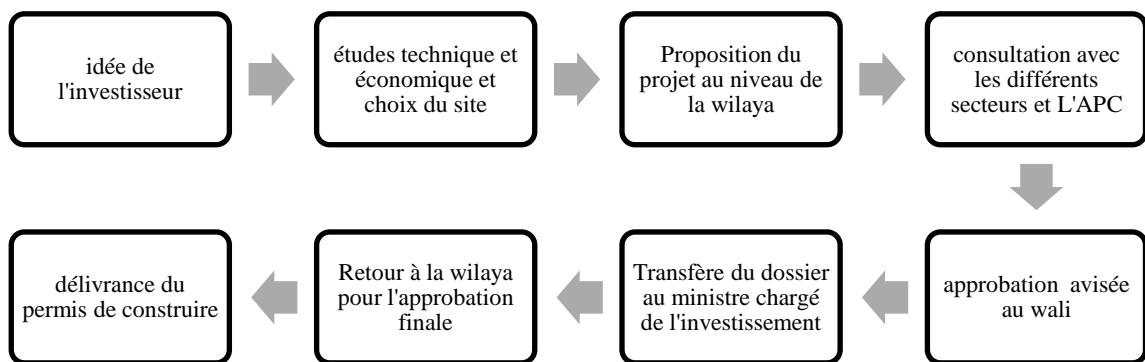 idée de
l'investisseur
études technique et
économique et
choix du site
Proposition du
projet au niveau de
la wilaya
consultation avec
les différents
secteurs et L'APC
approbation avisée
au wali
Transfère du dossier
au ministre chargé
de l'investissement
Retour à la wilaya
pour l'approbation
finale
délivrance du
permis de construire